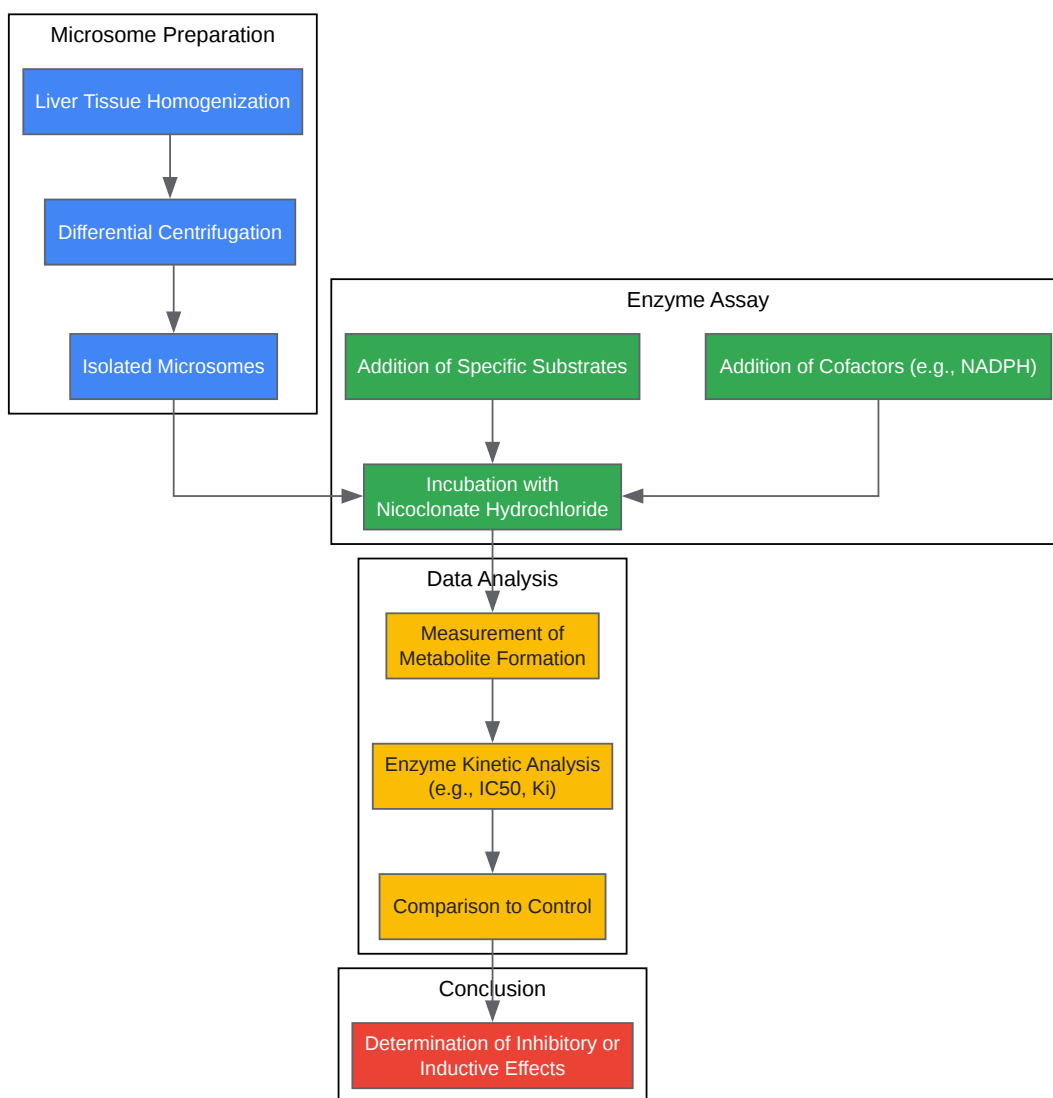 Microsome Preparation
Liver Tissue Homogenization
Differential Centrifugation
Isolated Microsomes
Enzyme Assay
Addition of Specific Substrates
Addition of Cofactors (e.g., NADPH)
Incubation with
Nicoclonate Hydrochloride
Data Analysis
Measurement of
Metabolite Formation
Enzyme Kinetic Analysis
(e.g., IC50, Ki)
Comparison to Control
Conclusion
Determination of Inhibitory or
Inductive Effects